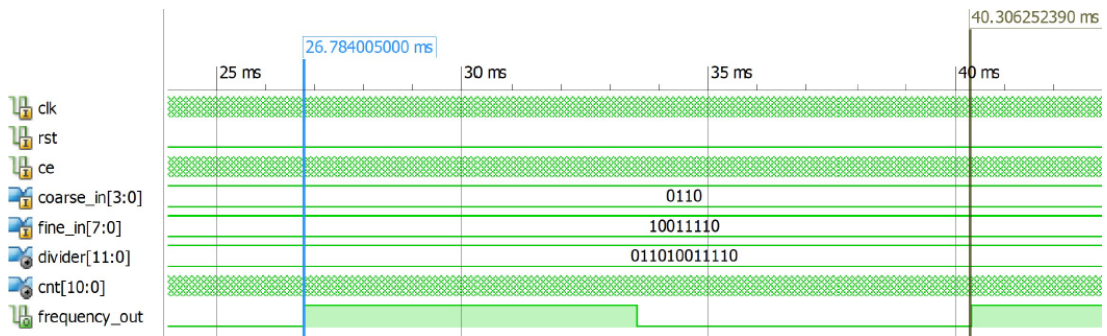 40.306252390 ms
26.784005000 ms
25 ms 30 ms 35 ms 40 ms
clk
rst
ce
coarse_in[3:0] 0110
fine_in[7:0] 10011110
divider[11:0] 011010011110
cnt[10:0]
frequency_out